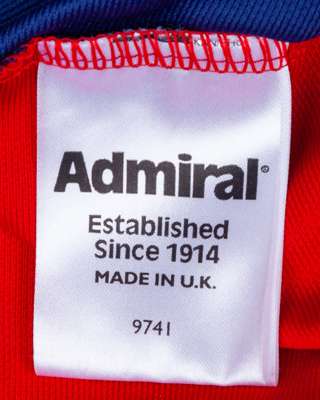 Admiral®
Established
Since 1914
MADE IN U.K.
9741